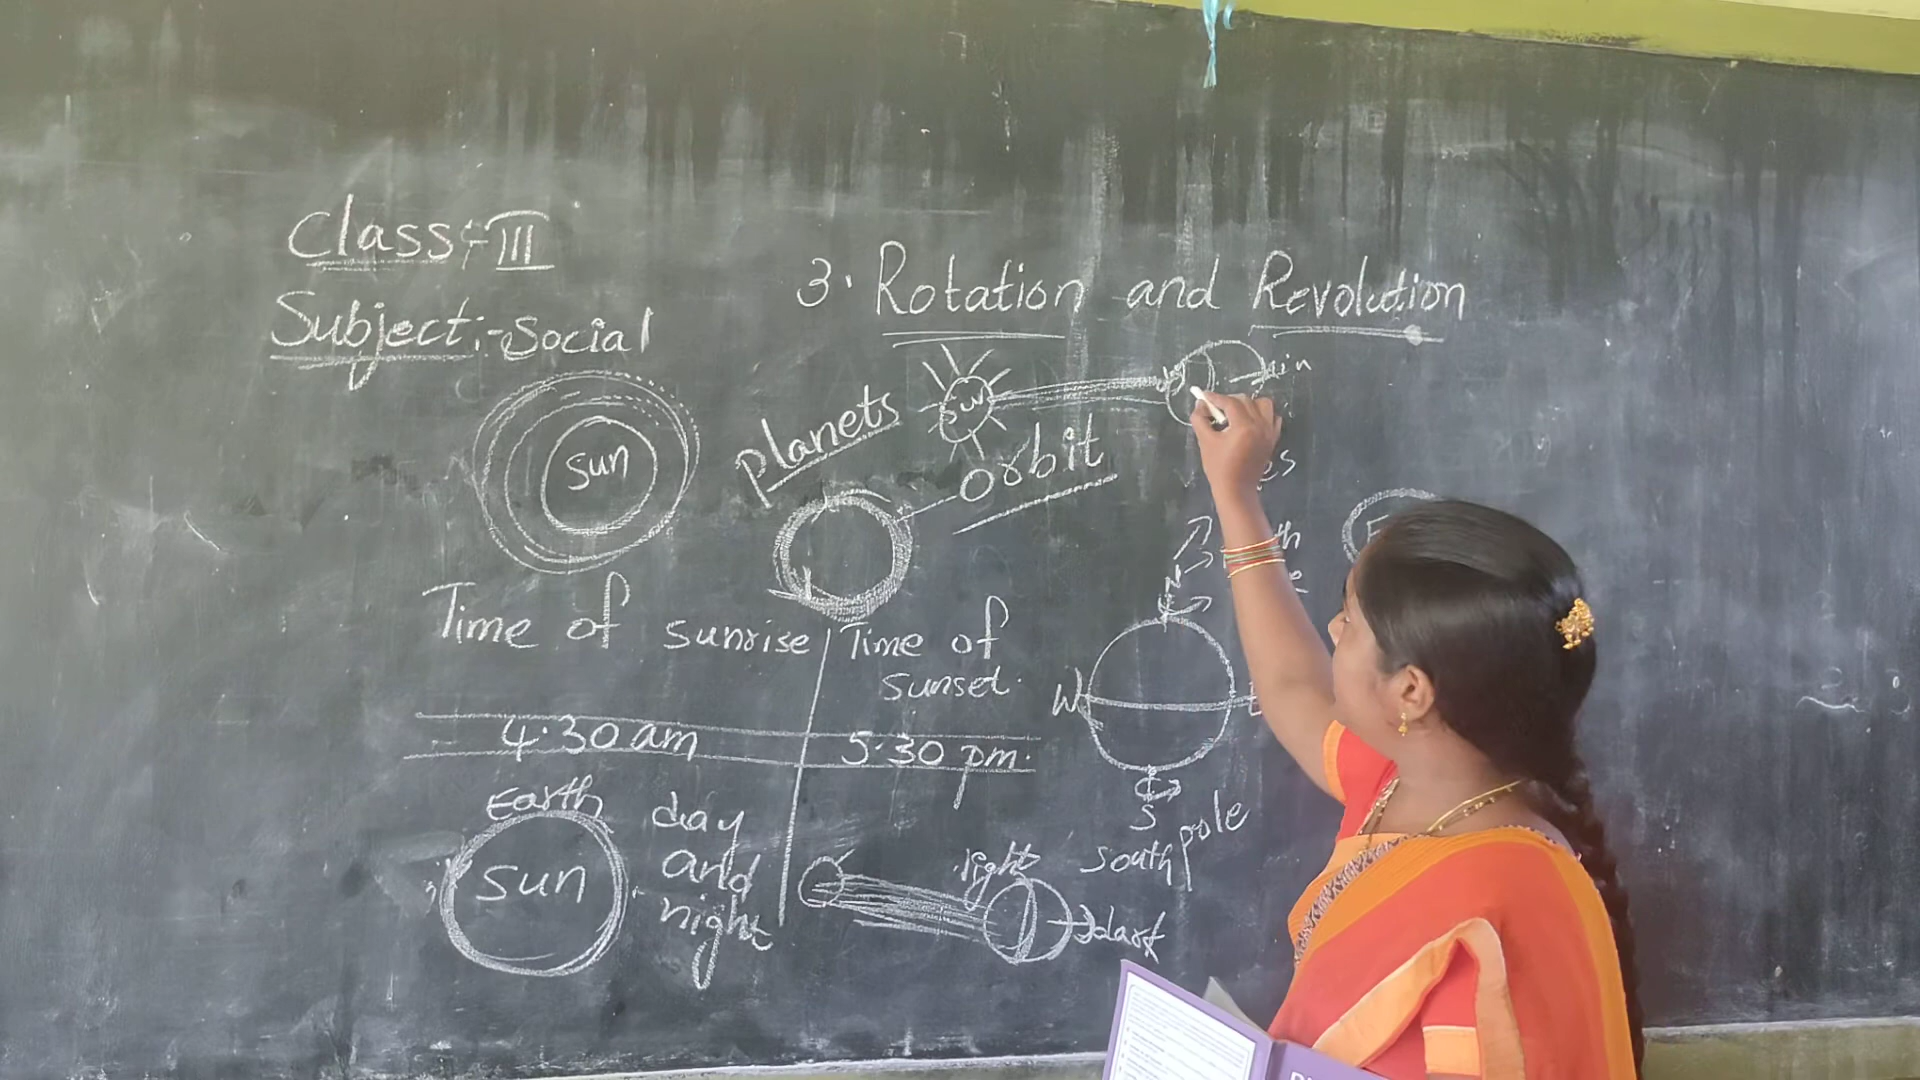 Class:-III
Subject:-Social
3. Rotation and Revolution
Sun
Planets
Sun
orbit
Time of sunrise
Time of
sunset.
4.30 am
5.30 pm.
N
W
S
South pole
Earth
Sun
day
and
night
light